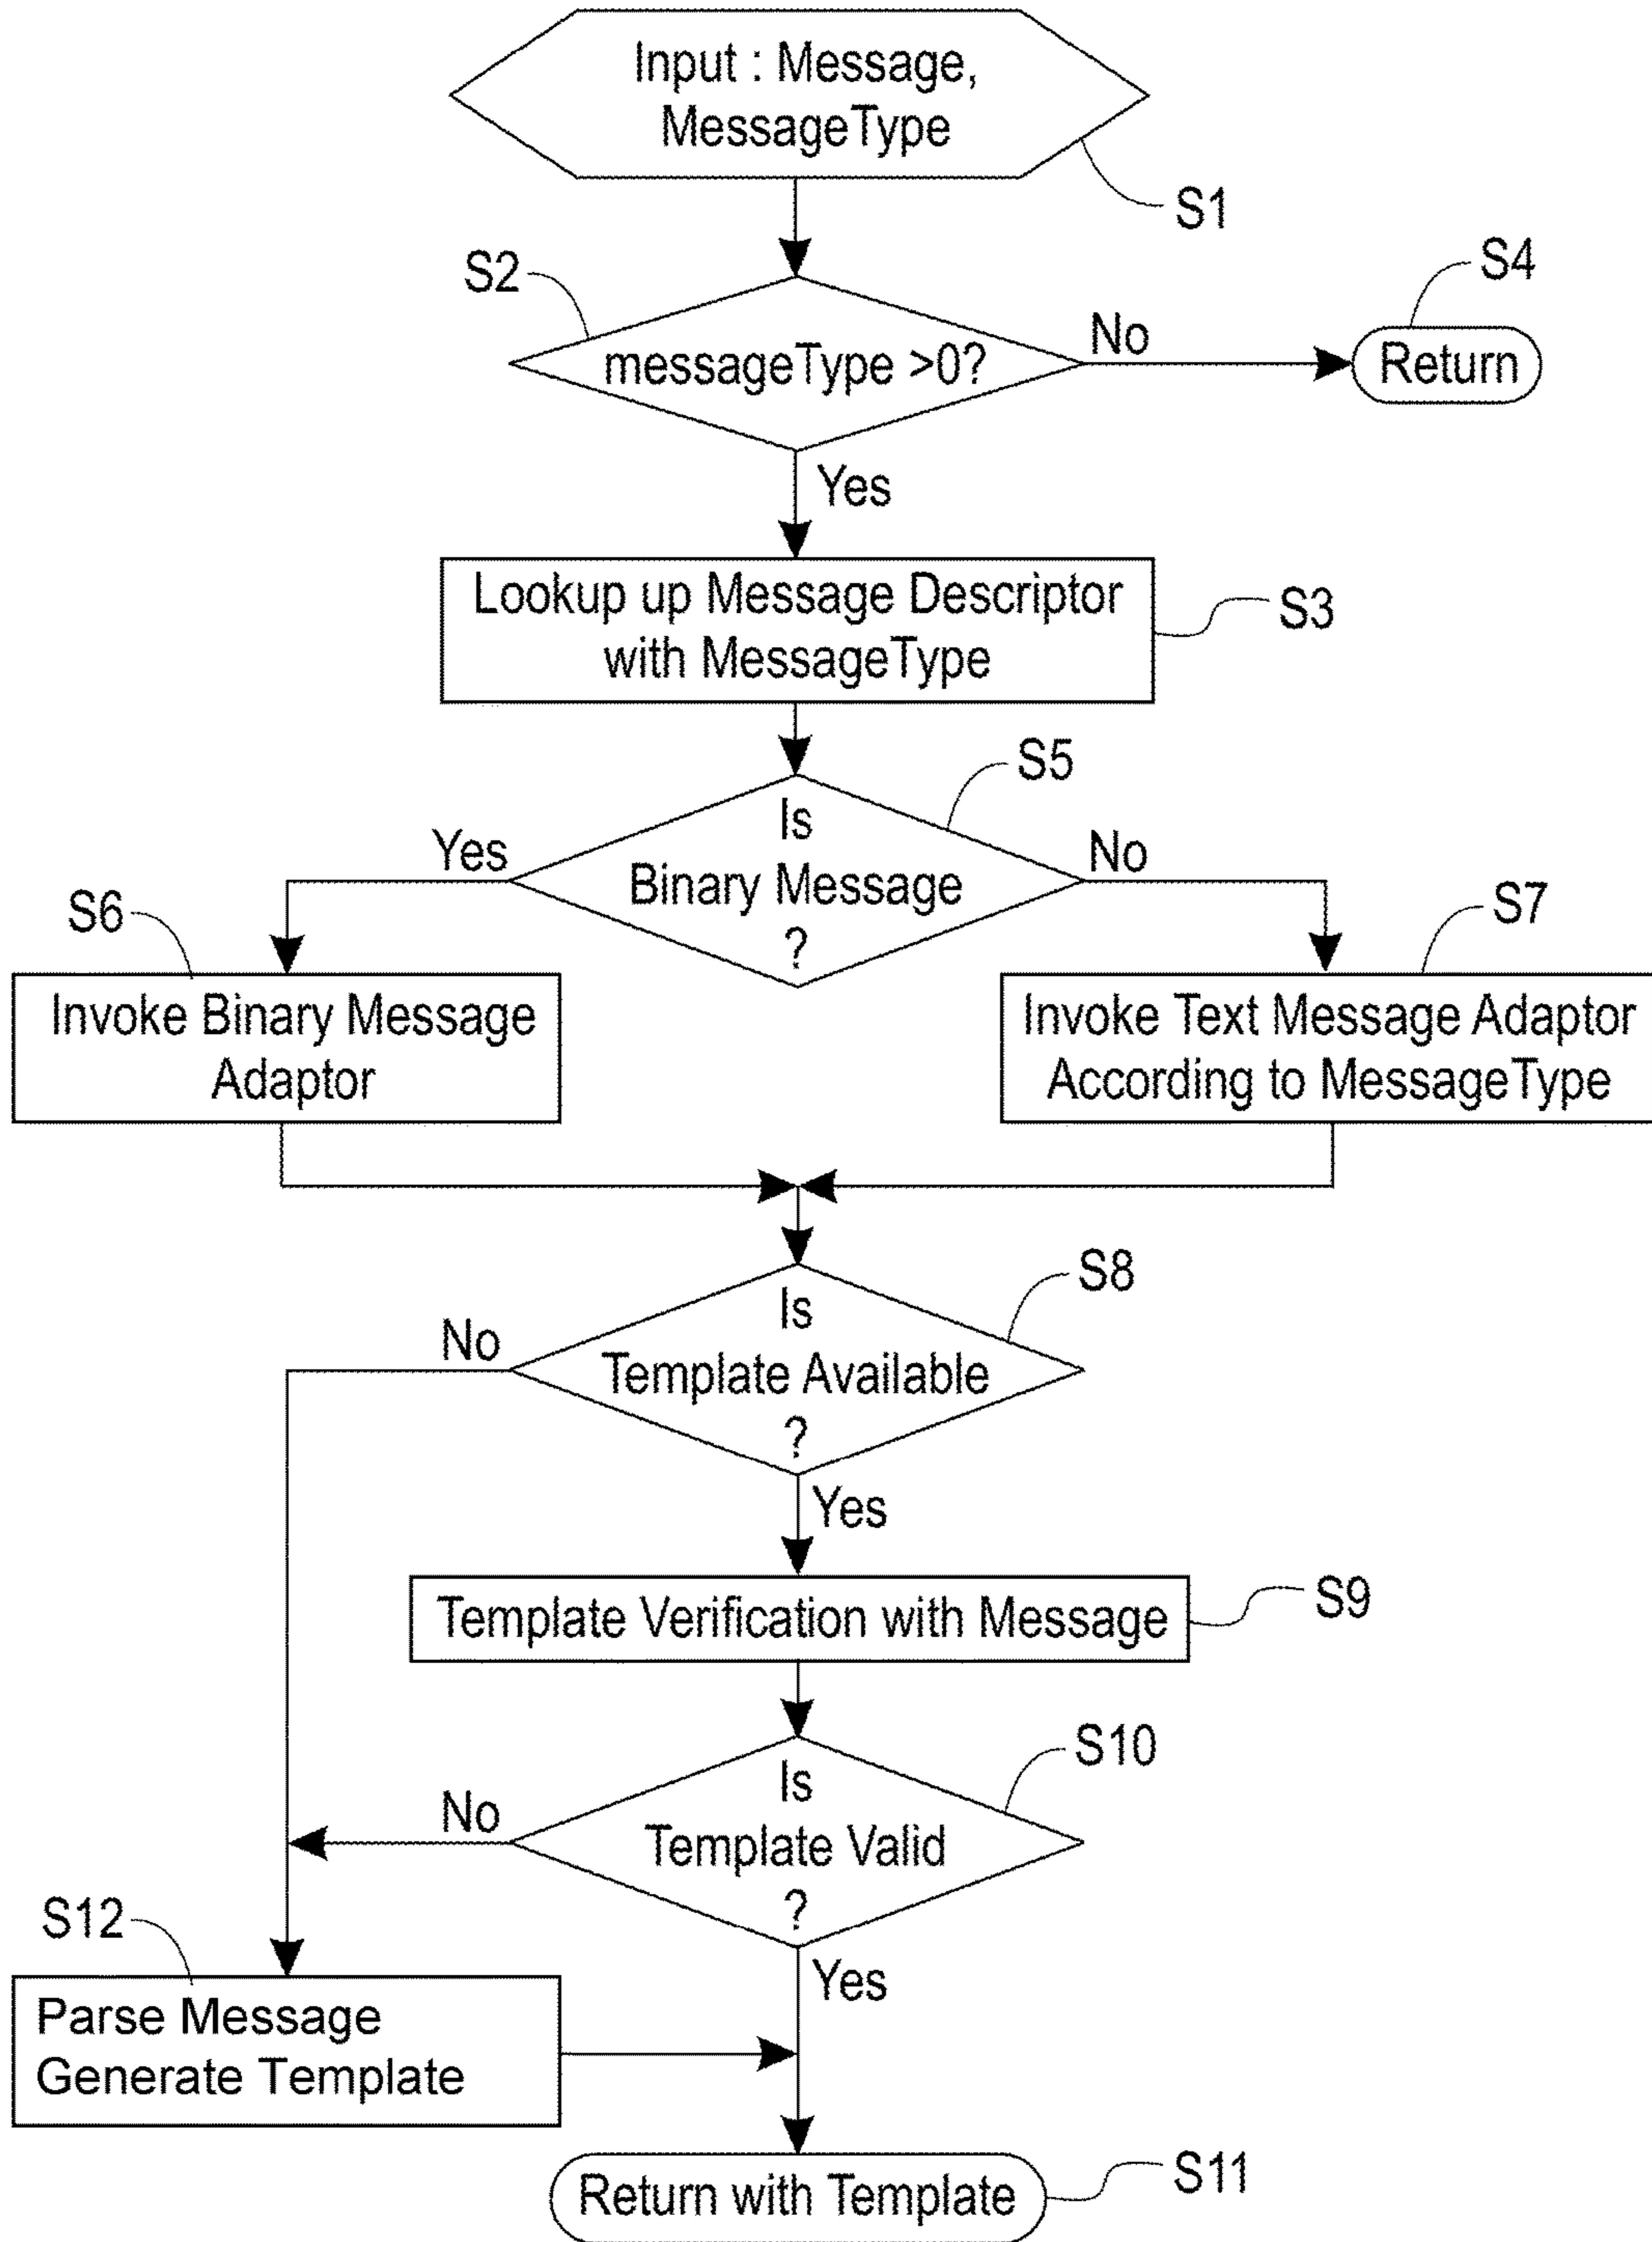 Input : Message,
MessageType
S1
S2
S4
messageType >0?
No
Return
Yes
Lookup up Message Descriptor
with MessageType
S3
S5
Is
Binary Message
?
Yes
No
S6
S7
Invoke Binary Message
Adaptor
Invoke Text Message Adaptor
According to MessageType
S8
Is
Template Available
?
No
Yes
Template Verification with Message
S9
S10
Is
Template Valid
?
No
Yes
S12
Parse Message
Generate Template
Return with Template
S11